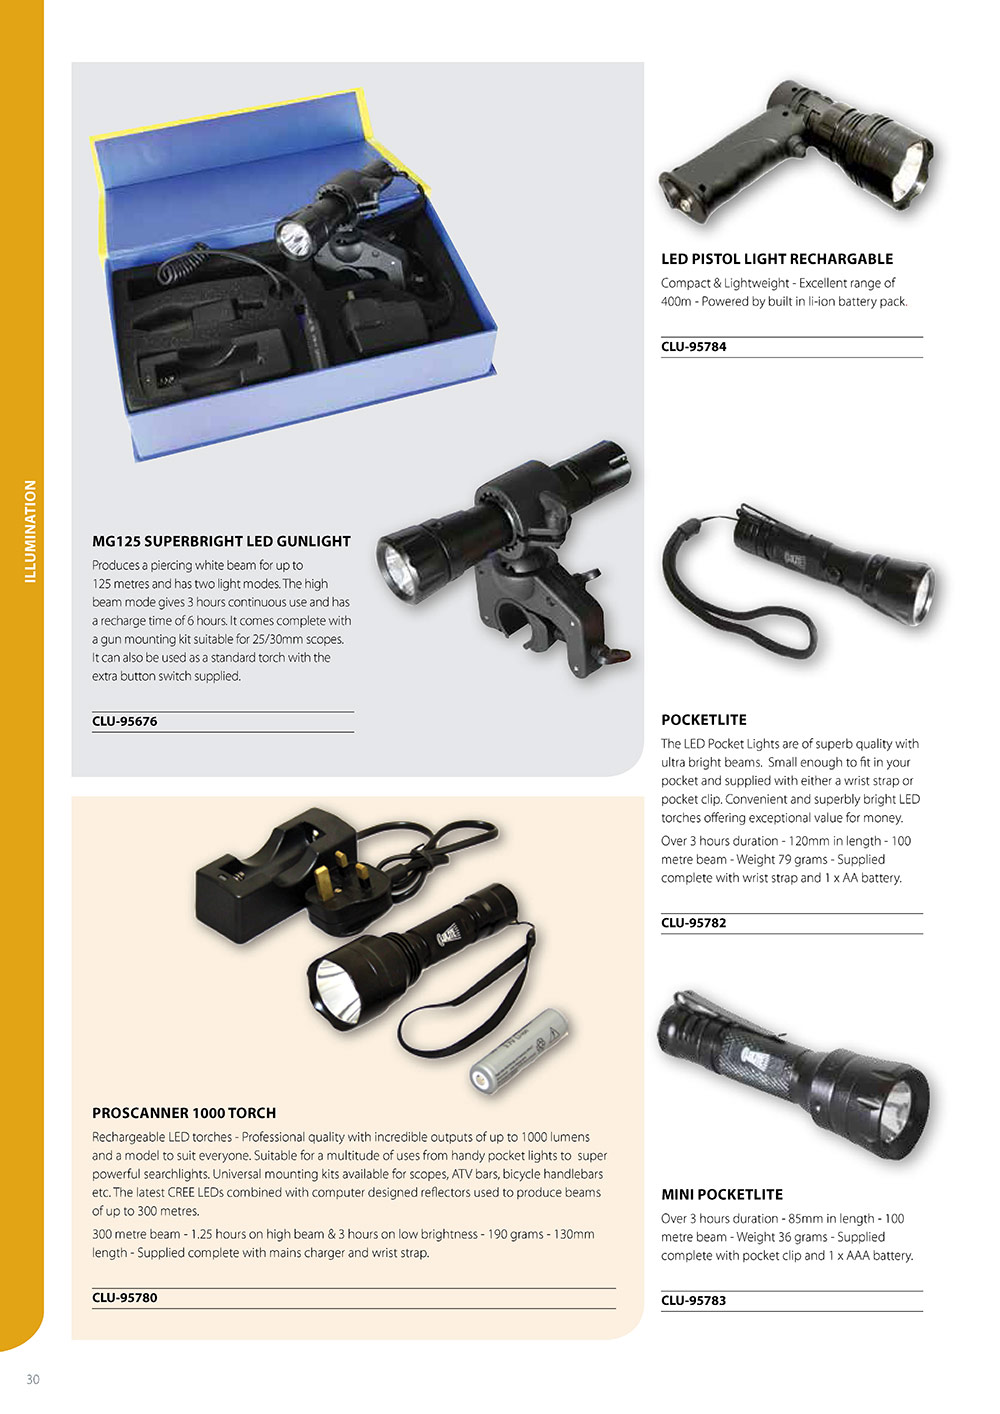 ILLUMINATION
MG125 SUPERBRIGHT LED GUNLIGHT
Produces a piercing white beam for up to
125 metres and has two light modes. The high
beam mode gives 3 hours continuous use and has
a recharge time of 6 hours. It comes complete with
a gun mounting kit suitable for 25/30mm scopes.
It can also be used as a standard torch with the
extra button switch supplied.
CLU-95676
PROSCANNER 1000 TORCH
Rechargeable LED torches - Professional quality with incredible outputs of up to 1000 lumens
and a model to suit everyone. Suitable for a multitude of uses from handy pocket lights to super
powerful searchlights. Universal mounting kits available for scopes, ATV bars, bicycle handlebars
etc. The latest CREE LEDs combined with computer designed reflectors used to produce beams
of up to 300 metres.
300 metre beam - 1.25 hours on high beam & 3 hours on low brightness - 190 grams - 130mm
length - Supplied complete with mains charger and wrist strap.
CLU-95780
LED PISTOL LIGHT RECHARGABLE
Compact & Lightweight - Excellent range of
400m - Powered by built in li-ion battery pack.
CLU-95784
POCKETLITE
The LED Pocket Lights are of superb quality with
ultra bright beams. Small enough to fit in your
pocket and supplied with either a wrist strap or
pocket clip. Convenient and superbly bright LED
torches offering exceptional value for money.
Over 3 hours duration - 120mm in length - 100
metre beam - Weight 79 grams - Supplied
complete with wrist strap and 1 x AA battery.
CLU-95782
MINI POCKETLITE
Over 3 hours duration - 85mm in length - 100
metre beam - Weight 36 grams - Supplied
complete with pocket clip and 1 x AAA battery.
CLU-95783
30